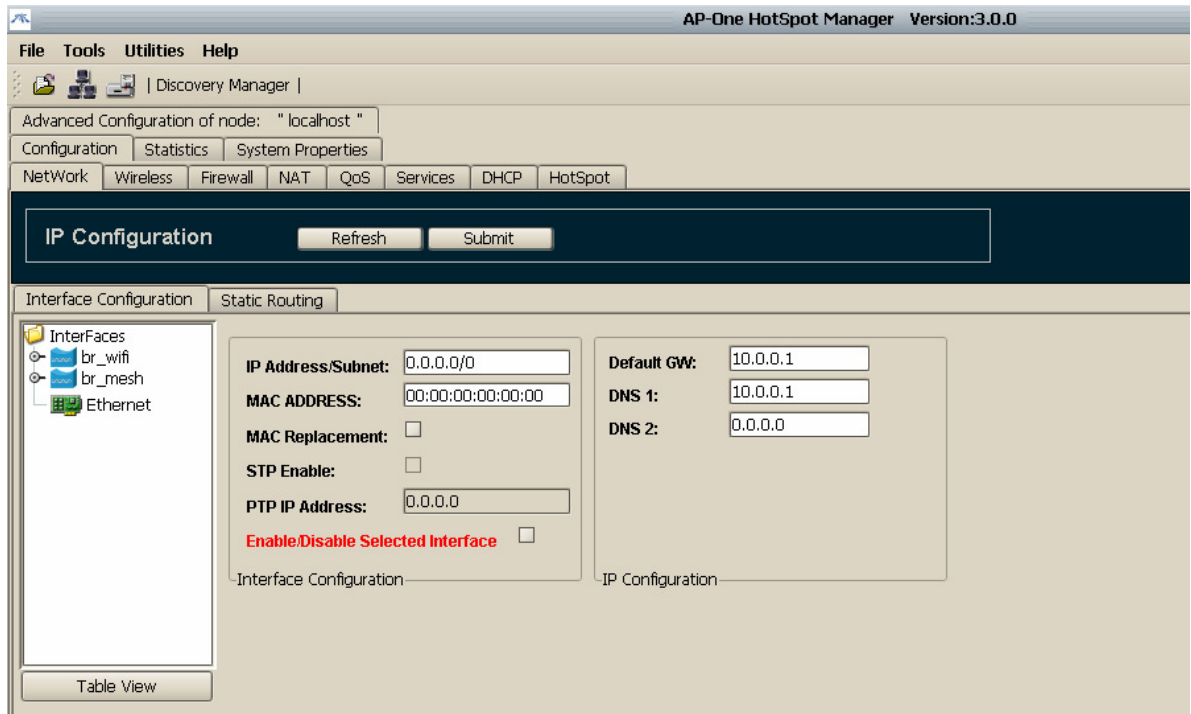 AP-One HotSpot Manager Version:3.0.0
File Tools Utilities Help
| Discovery Manager |
Advanced Configuration of node: " localhost "
Configuration Statistics System Properties
NetWork Wireless Firewall NAT QoS Services DHCP HotSpot
IP Configuration Refresh Submit
Interface Configuration Static Routing
InterFaces
br_wifi
br_mesh
Ethernet
Table View
IP Address/Subnet: 0.0.0.0/0
MAC ADDRESS: 00:00:00:00:00:00
MAC Replacement:
STP Enable:
PTP IP Address: 0.0.0.0
Enable/Disable Selected Interface
Interface Configuration
Default GW: 10.0.0.1
DNS 1: 10.0.0.1
DNS 2: 0.0.0.0
IP Configuration